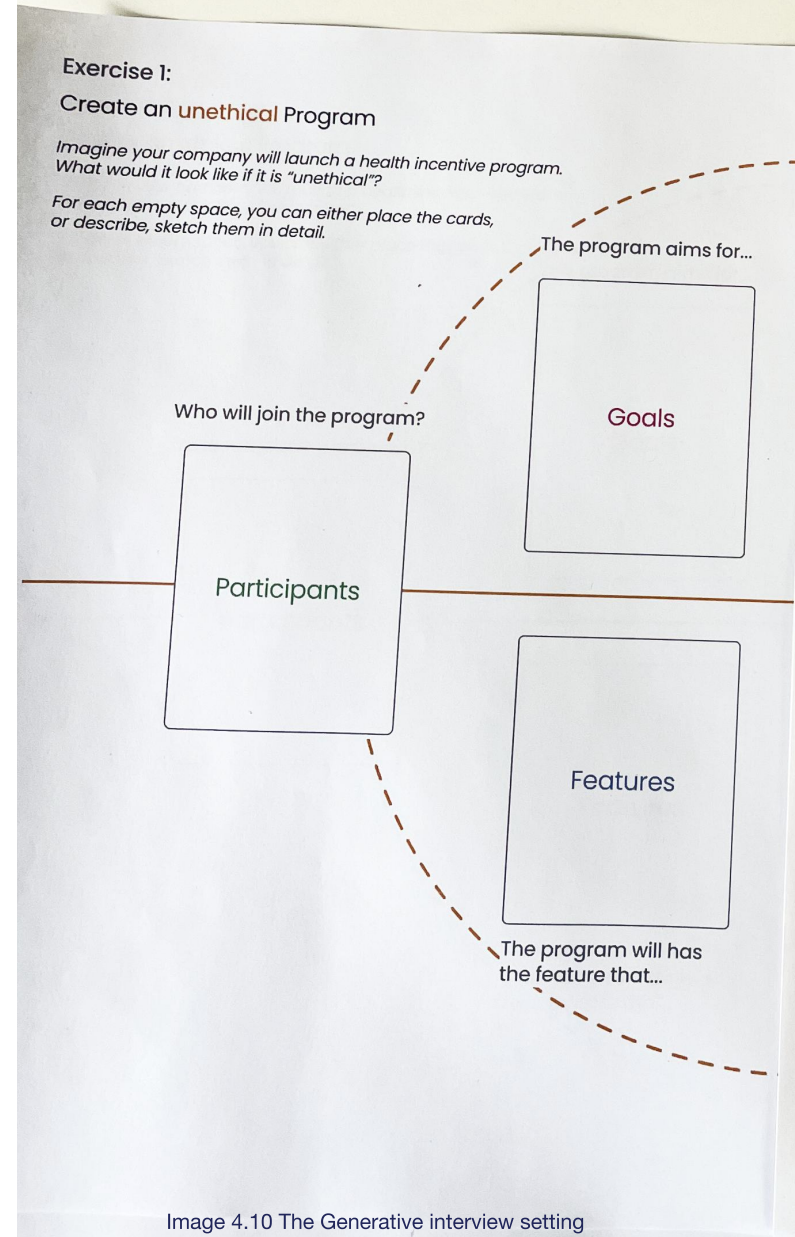 Exercise 1:
Create an unethical Program
Imagine your company will launch a health incentive program.
What would it look like if it is “unethical”?
For each empty space, you can either place the cards,
or describe, sketch them in detail.
The program aims for...
Goals
Who will join the program?
Participants
Features
The program will has
the feature that...
Image 4.10 The Generative interview setting